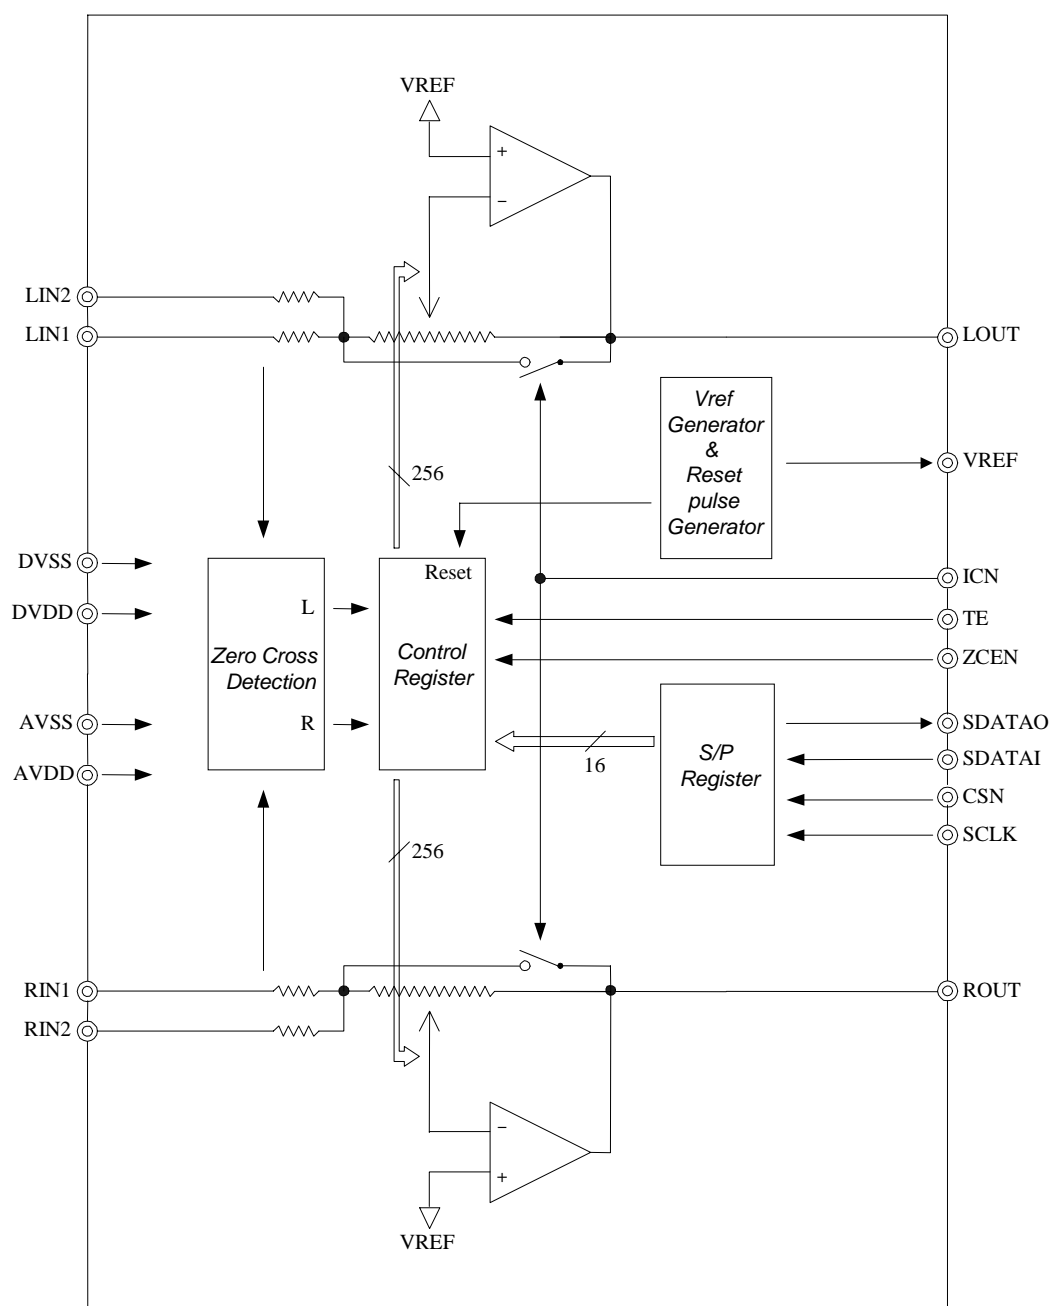 VREF
+
−
LIN2
LIN1
LOUT
Vref
Generator
&
Reset
pulse
Generator
VREF
256
DVSS
DVDD
AVSS
AVDD
L
Zero Cross
Detection
R
Reset
Control
Register
ICN
TE
ZCEN
16
S/P
Register
SDATAO
SDATAI
CSN
SCLK
256
RIN1
RIN2
ROUT
−
+
VREF